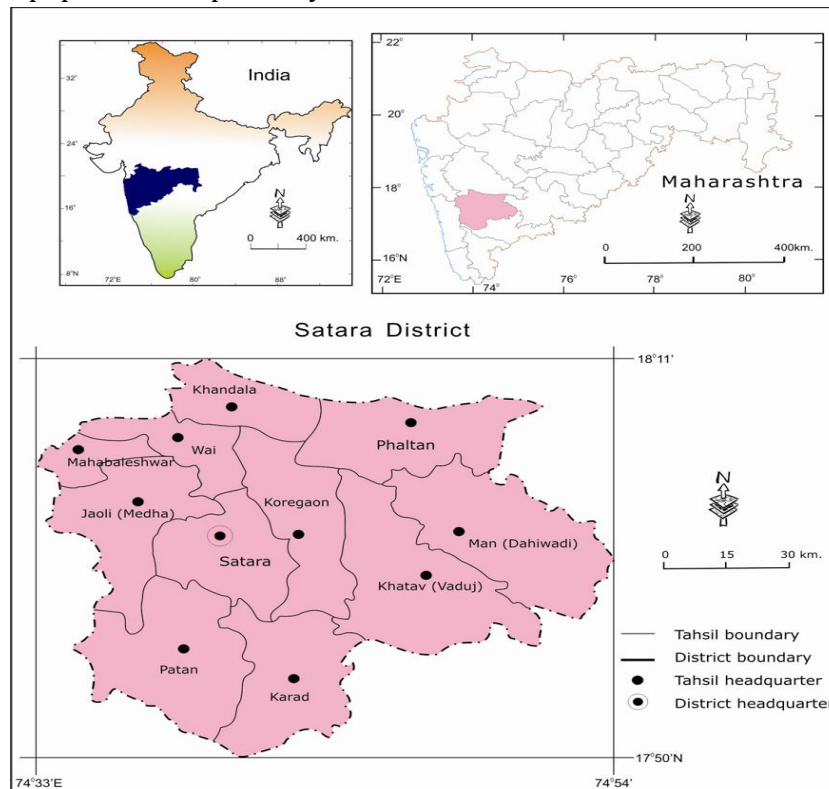 India
32°
24°
16°
8°N
72°E
80°
88°
N
0
400 km.
22°
20°
18°
16°N
72°E
74°
76°
78°
80°
Maharashtra
N
0
200
400km.
Satara District
18°11'
Khandala
Phaltan
Wai
Mahabaleshwar
Koregaon
Jaoli (Medha)
Man (Dahiwadi)
Satara
Khatav (Vaduj)
Patan
Karad
N
0
15
30 km.
Tahsil boundary
District boundary
Tahsil headquarter
District headquarter
17°50'N
74°33'E
74°54'